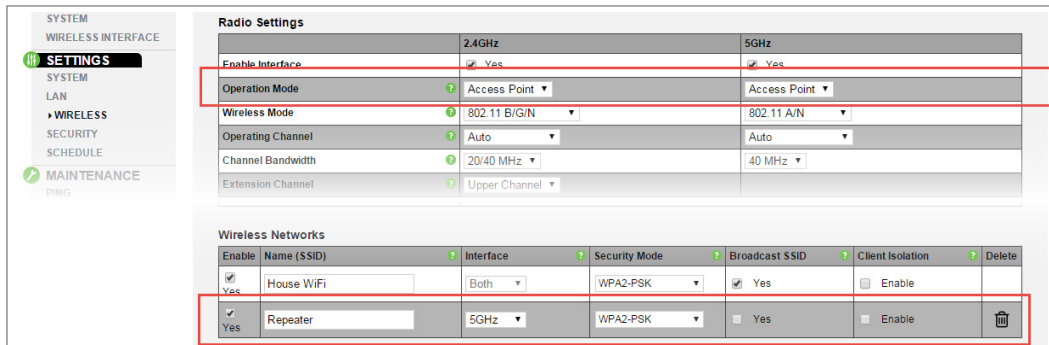 SYSTEM
WIRELESS INTERFACE
SETTINGS
SYSTEM
LAN
WIRELESS
SECURITY
SCHEDULE
MAINTENANCE
PING
Radio Settings
2.4GHz 5GHz
Enable Interface Yes Yes
Operation Mode Access Point Access Point
Wireless Mode 802.11 B/G/N 802.11 A/N
Operating Channel Auto Auto
Channel Bandwidth 20/40 MHz 40 MHz
Extension Channel Upper Channel
Wireless Networks
Enable Name (SSID) Interface Security Mode Broadcast SSID Client Isolation Delete
Yes House WiFi Both WPA2-PSK Yes Enable
Yes Repeater 5GHz WPA2-PSK Yes Enable